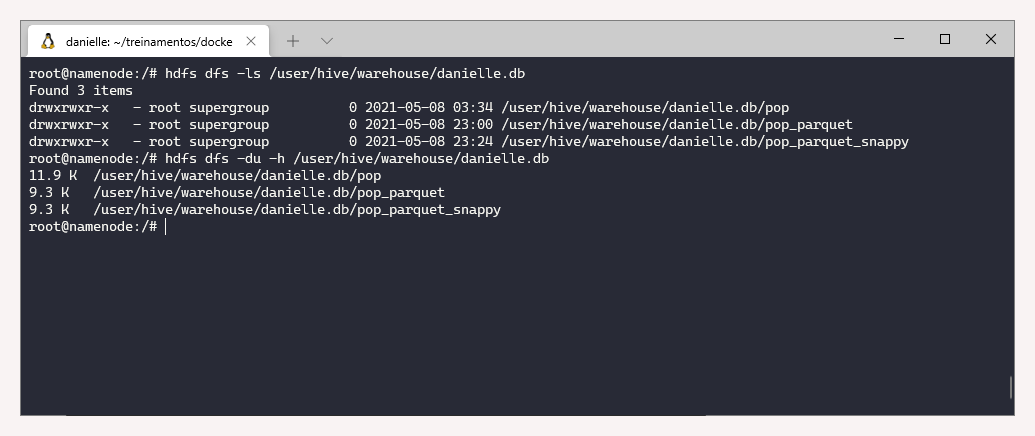 danielle: ~/treinamentos/docke
root@namenode:/# hdfs dfs -ls /user/hive/warehouse/danielle.db
Found 3 items
drwxrwxr-x   - root supergroup          0 2021-05-08 03:34 /user/hive/warehouse/danielle.db/pop
drwxrwxr-x   - root supergroup          0 2021-05-08 23:00 /user/hive/warehouse/danielle.db/pop_parquet
drwxrwxr-x   - root supergroup          0 2021-05-08 23:24 /user/hive/warehouse/danielle.db/pop_parquet_snappy
root@namenode:/# hdfs dfs -du -h /user/hive/warehouse/danielle.db
11.9 K  /user/hive/warehouse/danielle.db/pop
9.3 K   /user/hive/warehouse/danielle.db/pop_parquet
9.3 K   /user/hive/warehouse/danielle.db/pop_parquet_snappy
root@namenode:/#